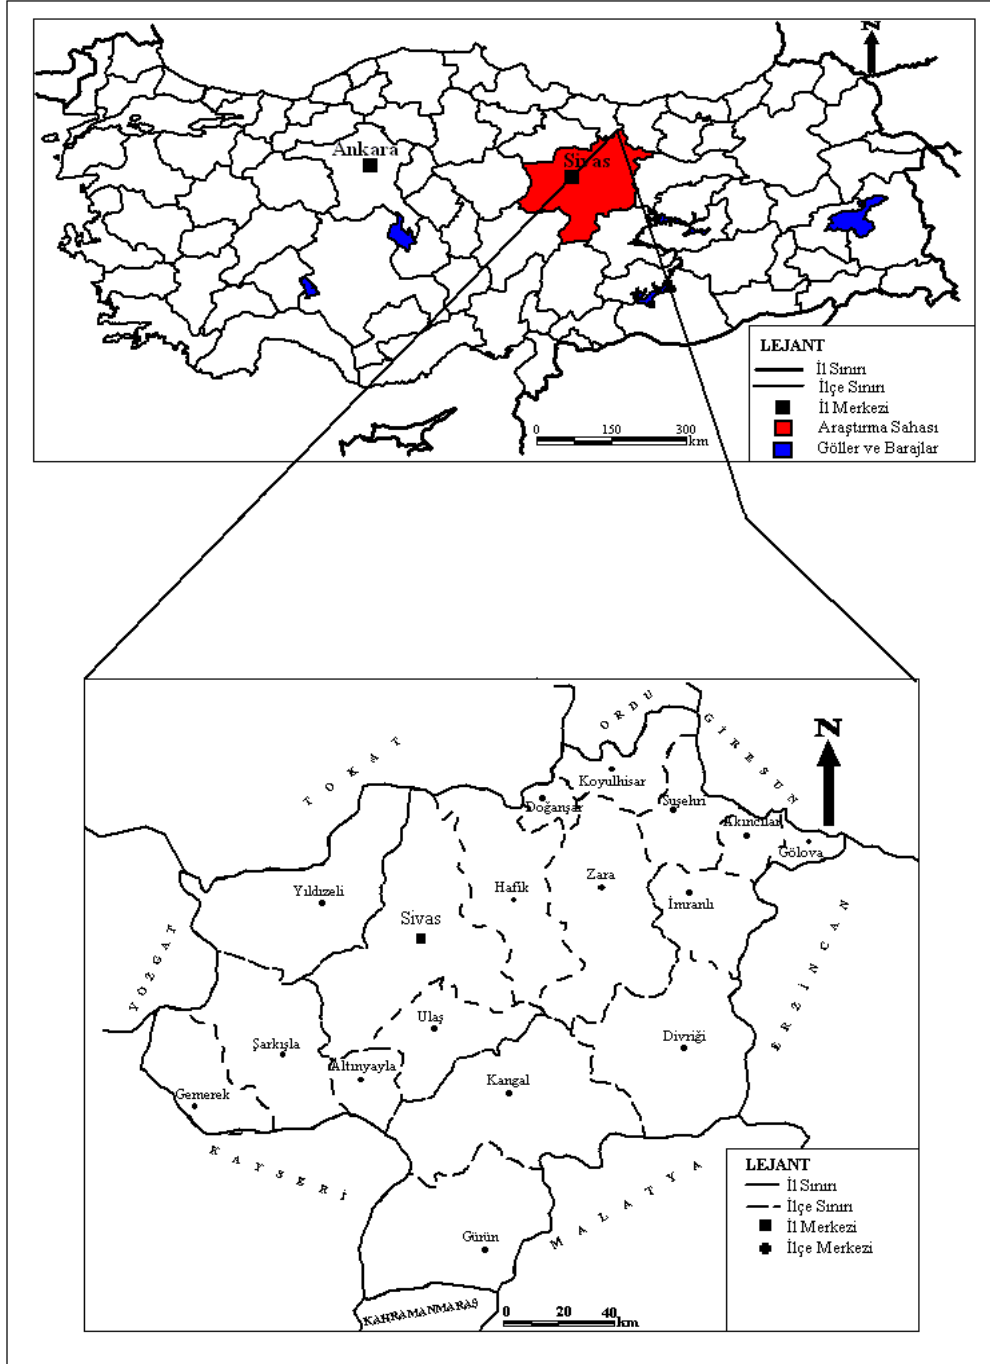 N
Ankara
Sivas
LEJANT
İl Sınırı
İlçe Sınırı
İl Merkezi
Araştırma Sahası
Göller ve Barajlar
0 150 300
km
ORDU
GİRESUN
TOKAT
N
Koyulhisar
Doğanşar
Suşehri
Akıncılar
Gölova
Yıldızeli
Hafik
Zara
İmranlı
Sivas
YOZGAT
ERZİNCAN
Ulaş
Şarkışla
Divriği
Altınyayla
Gemerek
Kangal
KAYSERİ
MALATYA
Gürün
KAHRAMANMARAŞ
0 20 40
km
LEJANT
İl Sınırı
İlçe Sınırı
İl Merkezi
İlçe Merkezi